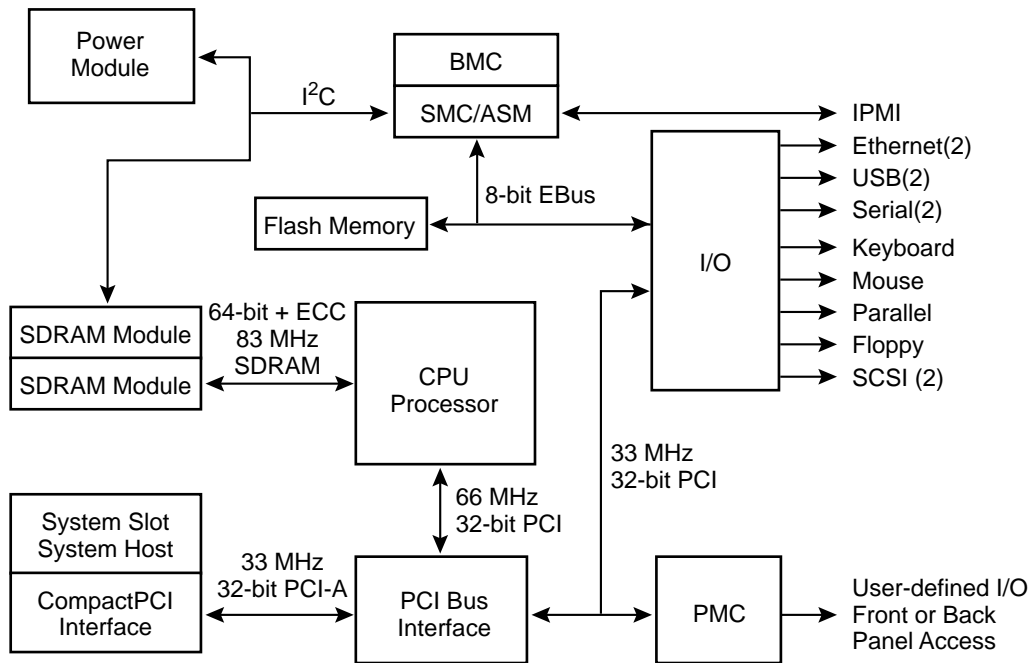 Power
Module
BMC
I²C
SMC/ASM
IPMI
Ethernet(2)
USB(2)
8-bit EBus
Serial(2)
Flash Memory
Keyboard
I/O
Mouse
64-bit + ECC
Parallel
SDRAM Module
83 MHz
Floppy
SDRAM
SDRAM Module
CPU
Processor
SCSI (2)
33 MHz
32-bit PCI
66 MHz
32-bit PCI
System Slot
System Host
33 MHz
32-bit PCI-A
CompactPCI
Interface
PCI Bus
Interface
PMC
User-defined I/O
Front or Back
Panel Access